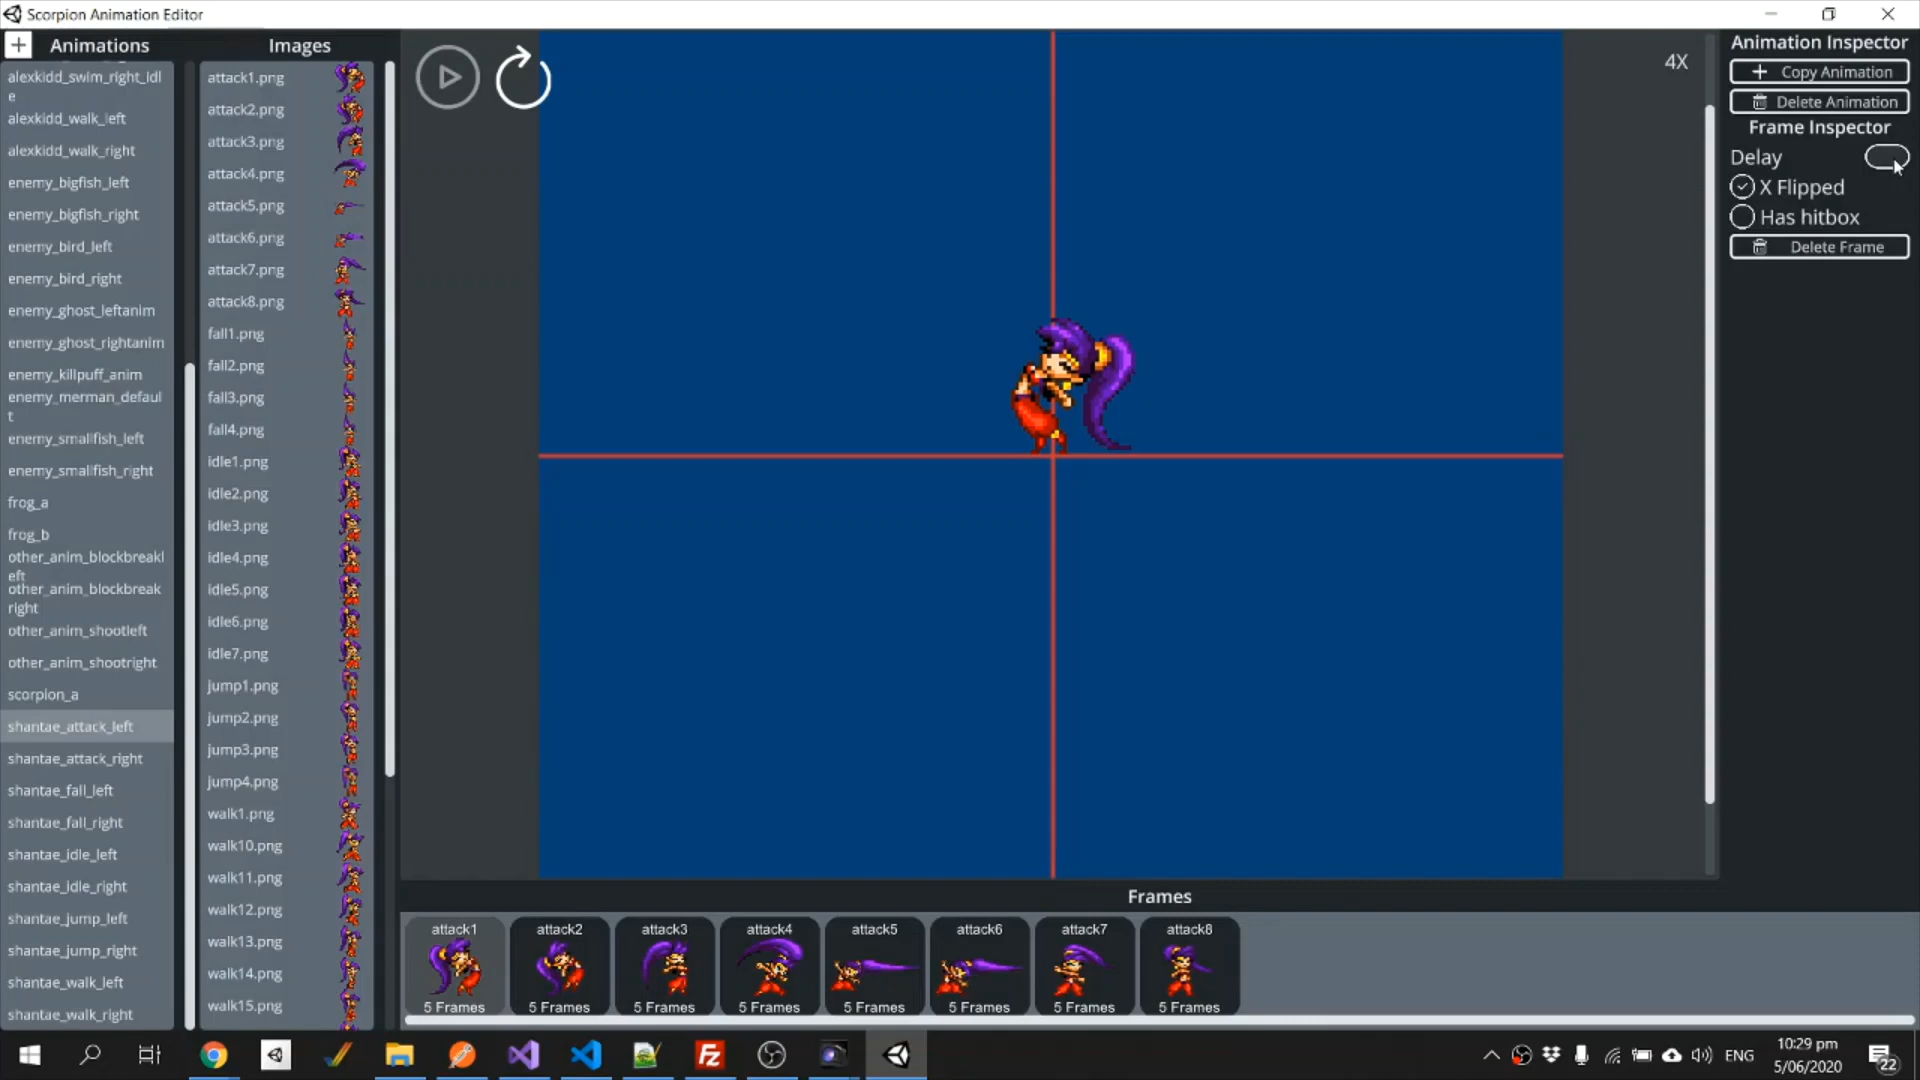 Scorpion Animation Editor
Animations
alexkidd_swim_right_idl
e
alexkidd_walk_left
alexkidd_walk_right
enemy_bigfish_left
enemy_bigfish_right
enemy_bird_left
enemy_bird_right
enemy_ghost_leftanim
enemy_ghost_rightanim
enemy_killpuff_anim
enemy_merman_defaul
t
enemy_smallfish_left
enemy_smallfish_right
frog_a
frog_b
other_anim_blockbreakl
eft
other_anim_blockbreak
right
other_anim_shootleft
other_anim_shootright
scorpion_a
shantae_attack_left
shantae_attack_right
shantae_fall_left
shantae_fall_right
shantae_idle_left
shantae_idle_right
shantae_jump_left
shantae_jump_right
shantae_walk_left
shantae_walk_right
Images
attack1.png
attack2.png
attack3.png
attack4.png
attack5.png
attack6.png
attack7.png
attack8.png
fall1.png
fall2.png
fall3.png
fall4.png
idle1.png
idle2.png
idle3.png
idle4.png
idle5.png
idle6.png
idle7.png
jump1.png
jump2.png
jump3.png
jump4.png
walk1.png
walk10.png
walk11.png
walk12.png
walk13.png
walk14.png
walk15.png
4X
Animation Inspector
Copy Animation
Delete Animation
Frame Inspector
Delay
X Flipped
Has hitbox
Delete Frame
Frames
attack1 attack2 attack3 attack4 attack5 attack6 attack7 attack8
5 Frames 5 Frames 5 Frames 5 Frames 5 Frames 5 Frames 5 Frames 5 Frames
Fz
ENG
10:29 pm
5/06/2020
22